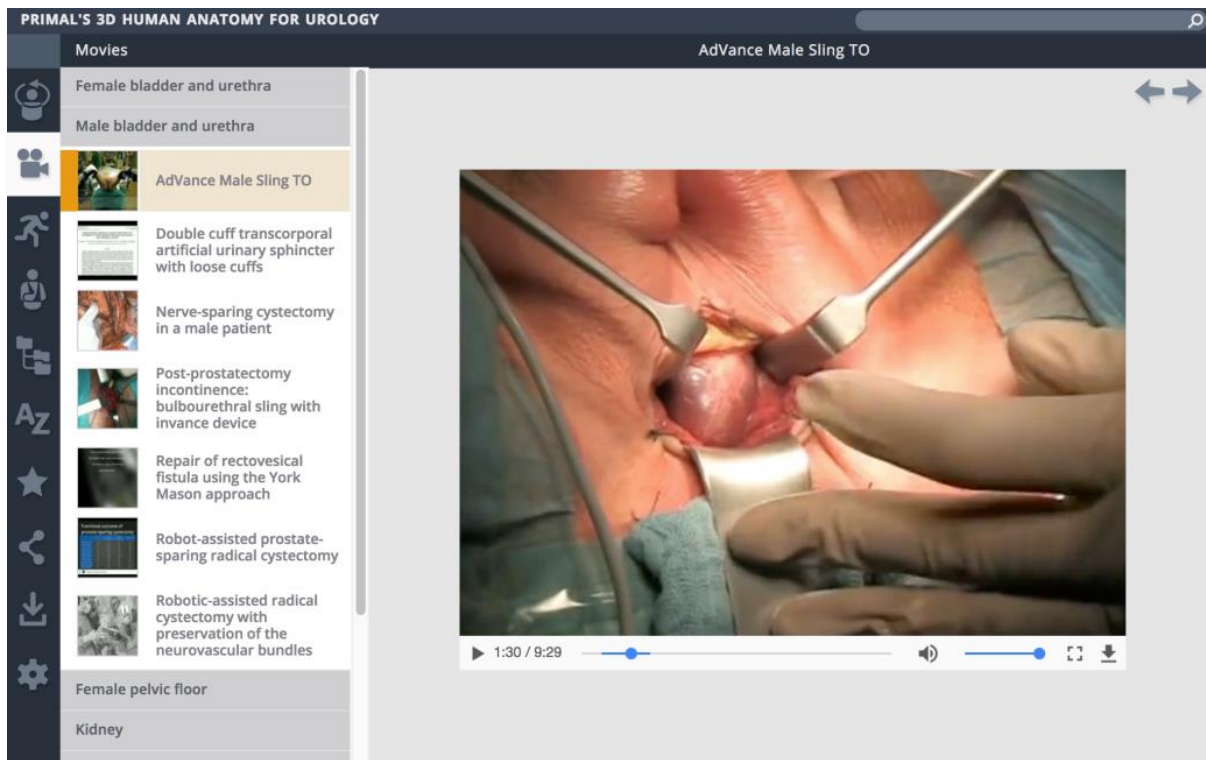 PRIMAL'S 3D HUMAN ANATOMY FOR UROLOGY
Movies
AdVance Male Sling TO
Female bladder and urethra
Male bladder and urethra
AdVance Male Sling TO
Double cuff transcorporal
artificial urinary sphincter
with loose cuffs
Nerve-sparing cystectomy
in a male patient
Post-prostatectomy
incontinence:
bulbourethral sling with
invance device
Repair of rectovesical
fistula using the York
Mason approach
Robot-assisted prostate-
sparing radical cystectomy
Robotic-assisted radical
cystectomy with
preservation of the
neurovascular bundles
Female pelvic floor
Kidney
AZ
1:30 / 9:29